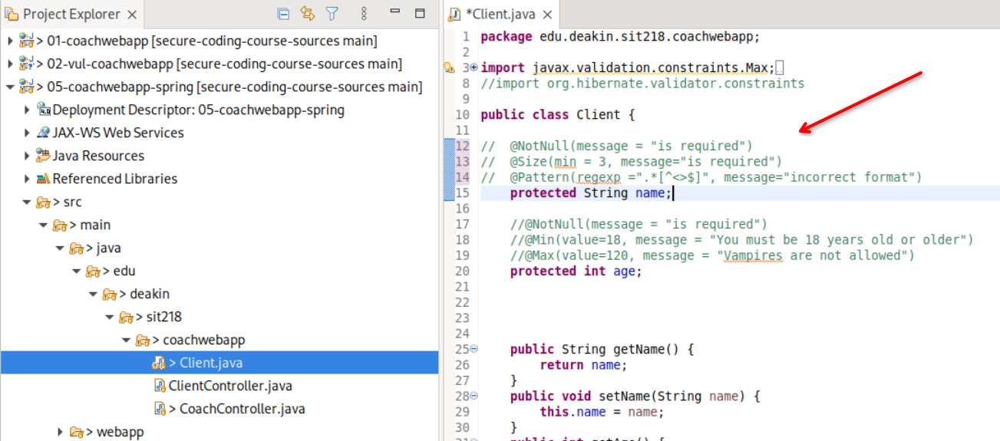 Project Explorer
> 01-coachwebapp [secure-coding-course-sources main]
> 02-vul-coachwebapp [secure-coding-course-sources main]
> 05-coachwebapp-spring [secure-coding-course-sources main]
Deployment Descriptor: 05-coachwebapp-spring
JAX-WS Web Services
Java Resources
Referenced Libraries
> src
> main
> java
> edu
> deakin
> sit218
> coachwebapp
> Client.java
ClientController.java
> CoachController.java
> webapp
*Client.java
1 package edu.deakin.sit218.coachwebapp;
2
3 import javax.validation.constraints.Max;
8 //import org.hibernate.validator.constraints
9
10 public class Client {
11
12 //  @NotNull(message = "is required")
13 //  @Size(min = 3, message="is required")
14 //  @Pattern(regexp =".*[^<>$]", message="incorrect format")
15     protected String name;
16
17     //@NotNull(message = "is required")
18     //@Min(value=18, message = "You must be 18 years old or older")
19     //@Max(value=120, message = "Vampires are not allowed")
20     protected int age;
21
22
23
24
25     public String getName() {
26         return name;
27     }
28     public void setName(String name) {
29         this.name = name;
30     }
31     public int getAge() {